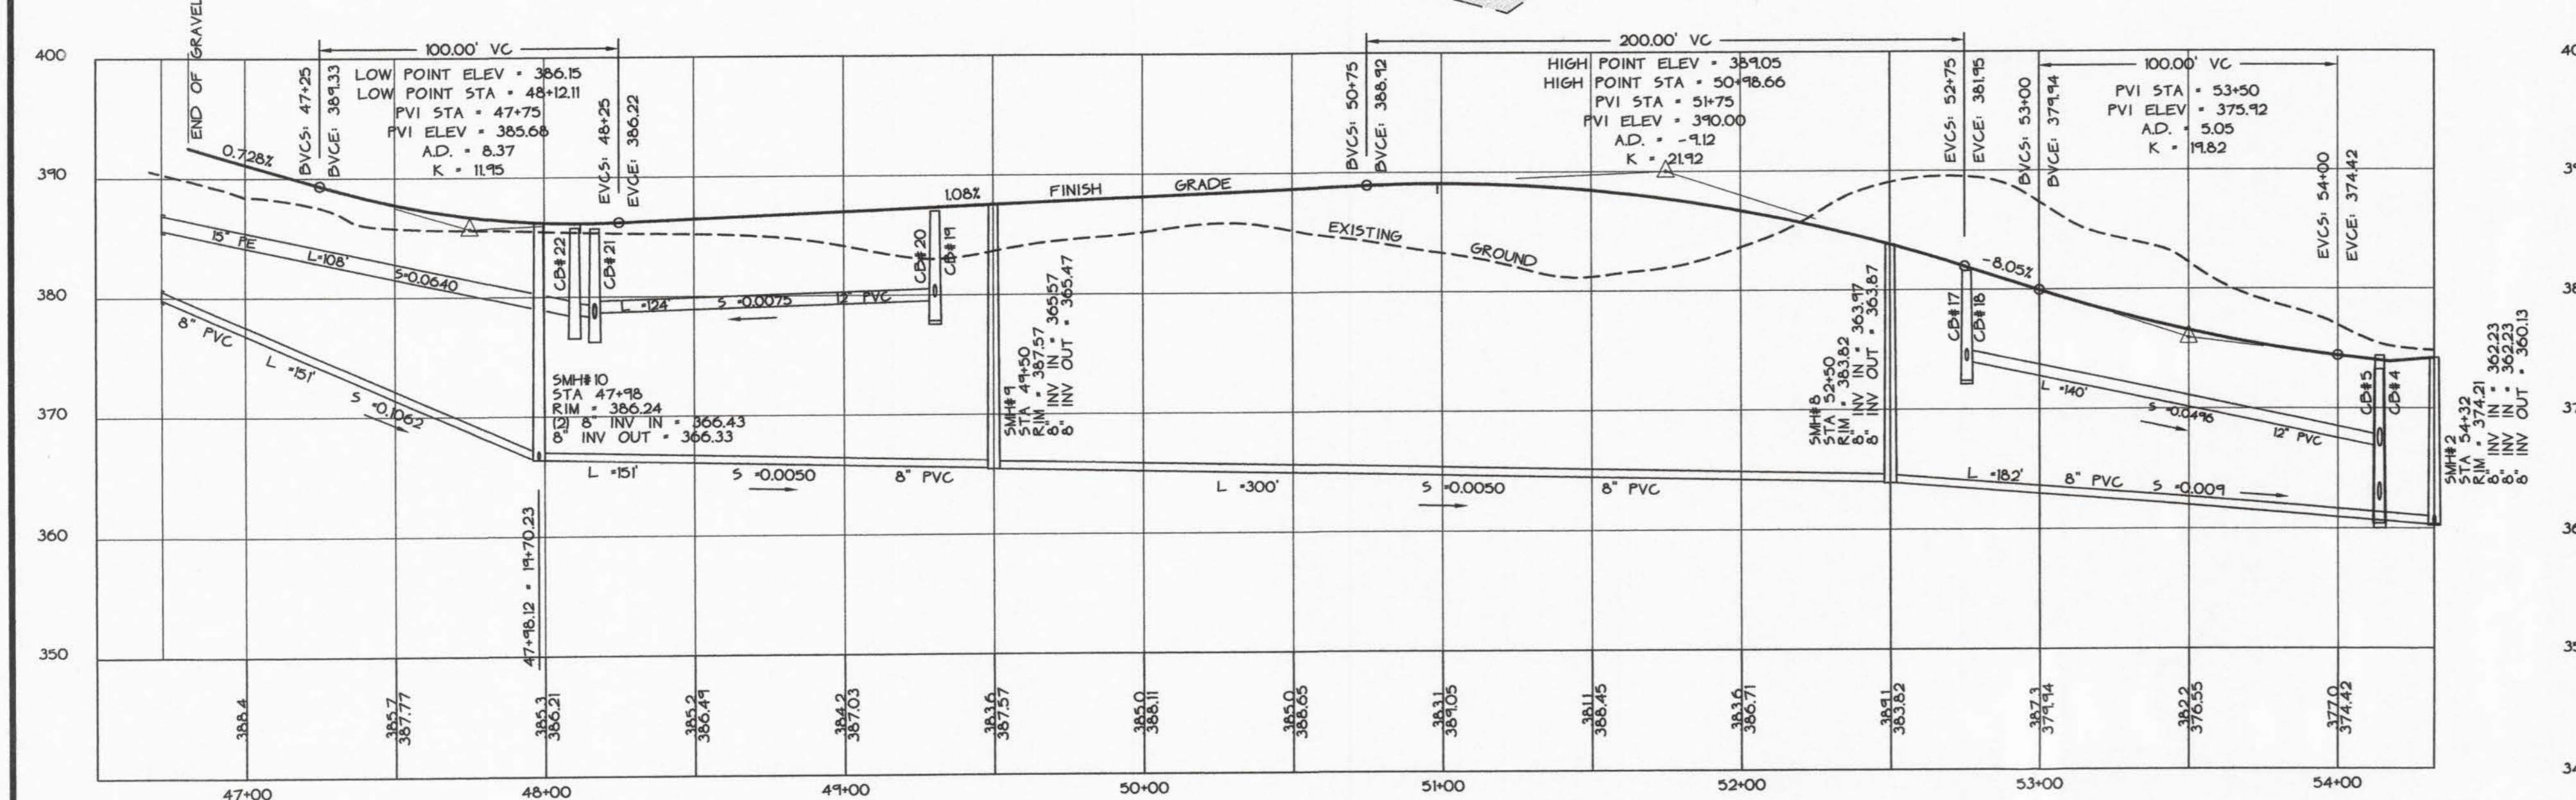 END OF GRAVEL
400
390
380
370
360
350
100.00' VC
BVCS: 47+25
BVCE: 389.33
LOW POINT ELEV = 386.15
LOW POINT STA = 48+12.11
PVI STA = 47+75
PVI ELEV = 385.68
A.D. = 8.37
K = 11.95
EVCS: 48+25
EVCE: 386.22
0.728%
1.08%
FINISH GRADE
EXISTING GROUND
200.00' VC
BVCS: 50+75
BVCE: 388.92
HIGH POINT ELEV = 389.05
HIGH POINT STA = 50+98.66
PVI STA = 51+75
PVI ELEV = 390.00
A.D. = -9.12
K = 21.92
EVCS: 52+75
EVCE: 381.95
-8.05%
BVCS: 53+00
BVCE: 379.94
100.00' VC
PVI STA = 53+50
PVI ELEV = 375.92
A.D. = 5.05
K = 19.82
EVCS: 54+00
EVCE: 374.42
15" PE
L=108'
S=0.0640
8" PVC
L =151'
S =0.1062
CB#22
CB#21
L =124'
S =0.0075
12" PVC
CB#20
CB#19
SMH#10
STA 47+98
RIM = 386.24
(2) 8" INV IN = 366.43
8" INV OUT = 366.33
L =151'
S =0.0050
8" PVC
SMH#9
STA 49+50
RIM = 387.57
8" INV IN = 365.57
8" INV OUT = 365.47
L =300'
S =0.0050
8" PVC
SMH#8
STA 52+50
RIM = 383.82
8" INV IN = 363.97
8" INV OUT = 363.87
CB#17
CB#18
L =140'
S =0.0496
12" PVC
L =182'
8" PVC
S =0.009
CB#5
CB#4
SMH#2
STA 54+32
RIM = 374.21
8" INV IN = 362.23
8" INV IN = 362.23
8" INV OUT = 360.13
47+98.12 = 19+70.23
388.4
385.7
387.77
385.3
386.21
385.2
386.49
384.2
387.03
383.6
387.57
385.0
388.11
385.0
388.65
383.1
389.05
381.1
388.45
383.6
386.71
389.1
383.82
387.3
379.94
382.2
376.55
377.0
374.42
47+00
48+00
49+00
50+00
51+00
52+00
53+00
54+00